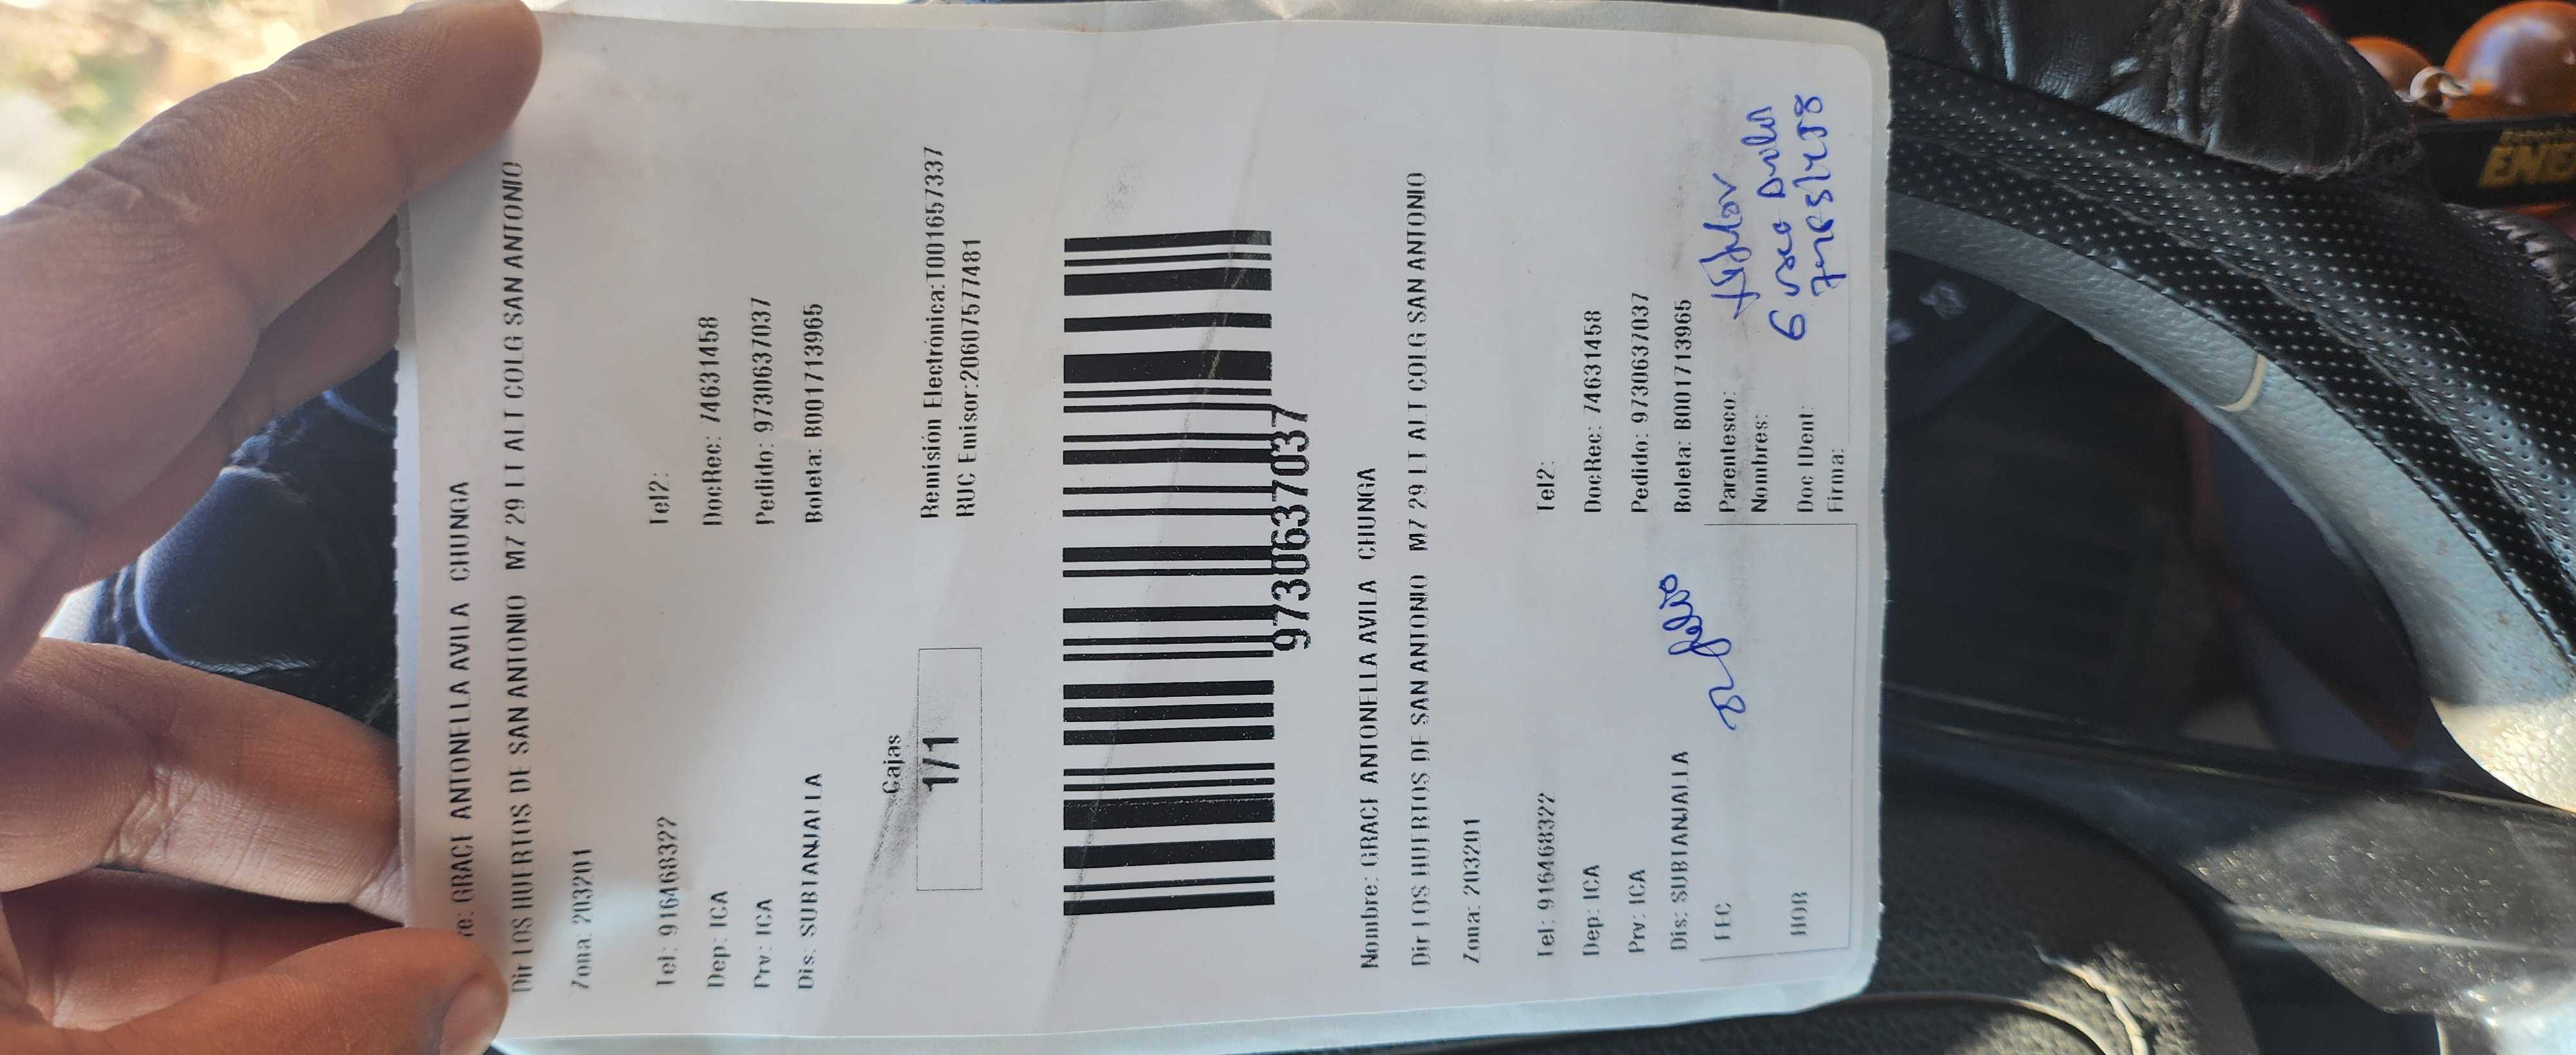 re: GRACE ANTONELLA AVILA CHUNGA
Dir LOS HUERTOS DE SAN ANTONIO M7 29 LT ALT COLG SAN ANTONIO
Zona: 203201
Tel: 916468322 Tel2:
Dep: ICA DocRec: 74631458
Prv: ICA Pedido: 9730637037
Dis: SUBTANJALLA Boleta: B001713965
Cajas
1/1
Remisión Electrónica:T001657337
RUC Emisor:20607577481
9730637037
Nombre: GRACE ANTONELLA AVILA CHUNGA
Dir LOS HUERTOS DE SAN ANTONIO M7 29 LT ALT COLG SAN ANTONIO
Zona: 203201
Tel: 916468322 Tel2:
Dep: ICA DocRec: 74631458
Prv: ICA Pedido: 9730637037
Dis: SUBTANJALLA Boleta: B001713965
FEC
HOR
Parentesco: titular
Nombres:
Doc IDent:
Firma:
ENE